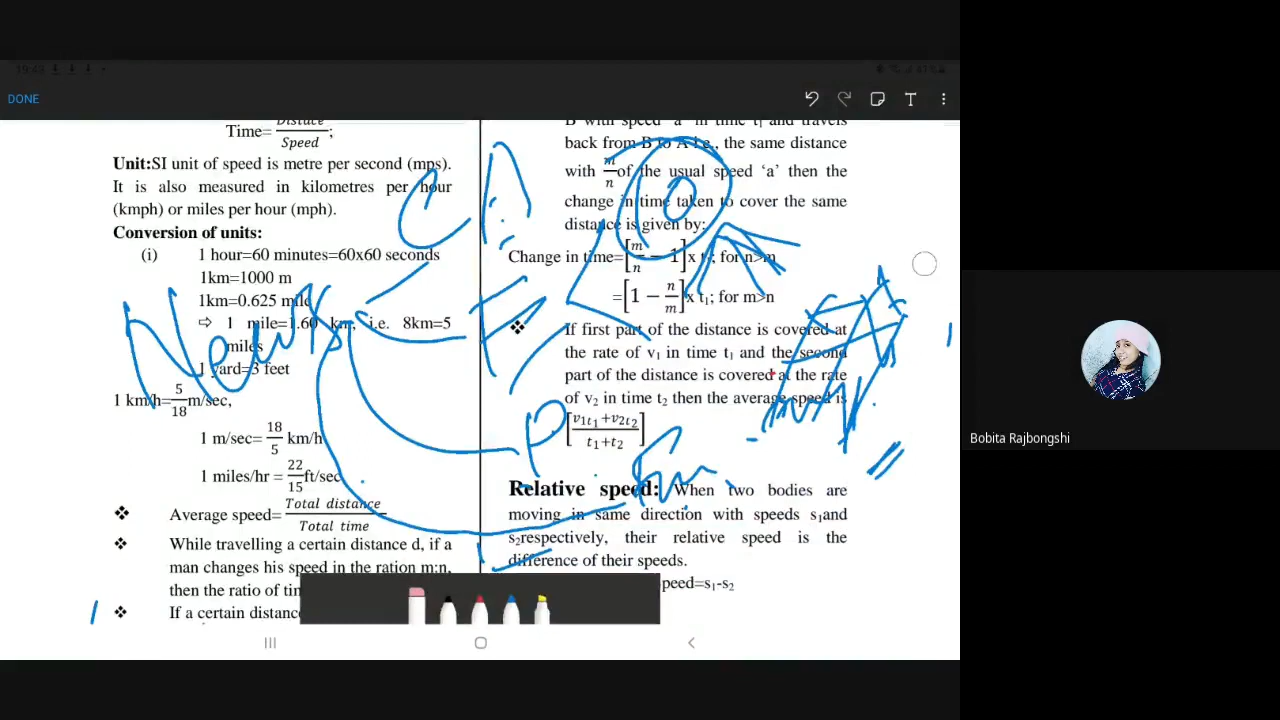 19:43
DONE
Time= Distace
Speed ;
Unit:SI unit of speed is metre per second (mps).
It is also measured in kilometres per hour
(kmph) or miles per hour (mph).
Conversion of units:
(i) 1 hour=60 minutes=60x60 seconds
1km=1000 m
1km=0.625 mile
⇨ 1 mile=1.60 km, i.e. 8km=5
miles
1 yard=3 feet
1 km/h= 5/18 m/sec,
1 m/sec= 18/5 km/h
1 miles/hr = 22/15 ft/sec
❖ Average speed= Total distance
Total time
❖ While travelling a certain distance d, if a
man changes his speed in the ration m:n,
then the ratio of
❖ If a certain distance
B with speed ‘a’ in time t₁ and travels
back from B to A i.e., the same distance
with m/n of the usual speed ‘a’ then the
change in time taken to cover the same
distance is given by:
Change in time=[m/n − 1]x t₁; for n>m
=[1 − n/m]x t₁; for m>n
❖ If first part of the distance is covered at
the rate of v₁ in time t₁ and the second
part of the distance is covered at the rate
of v₂ in time t₂ then the average speed is
[v₁t₁+v₂t₂
t₁+t₂]
Relative speed: When two bodies are
moving in same direction with speeds s₁and
s₂respectively, their relative speed is the
difference of their speeds.
peed=s₁-s₂
News
Bobita Rajbongshi